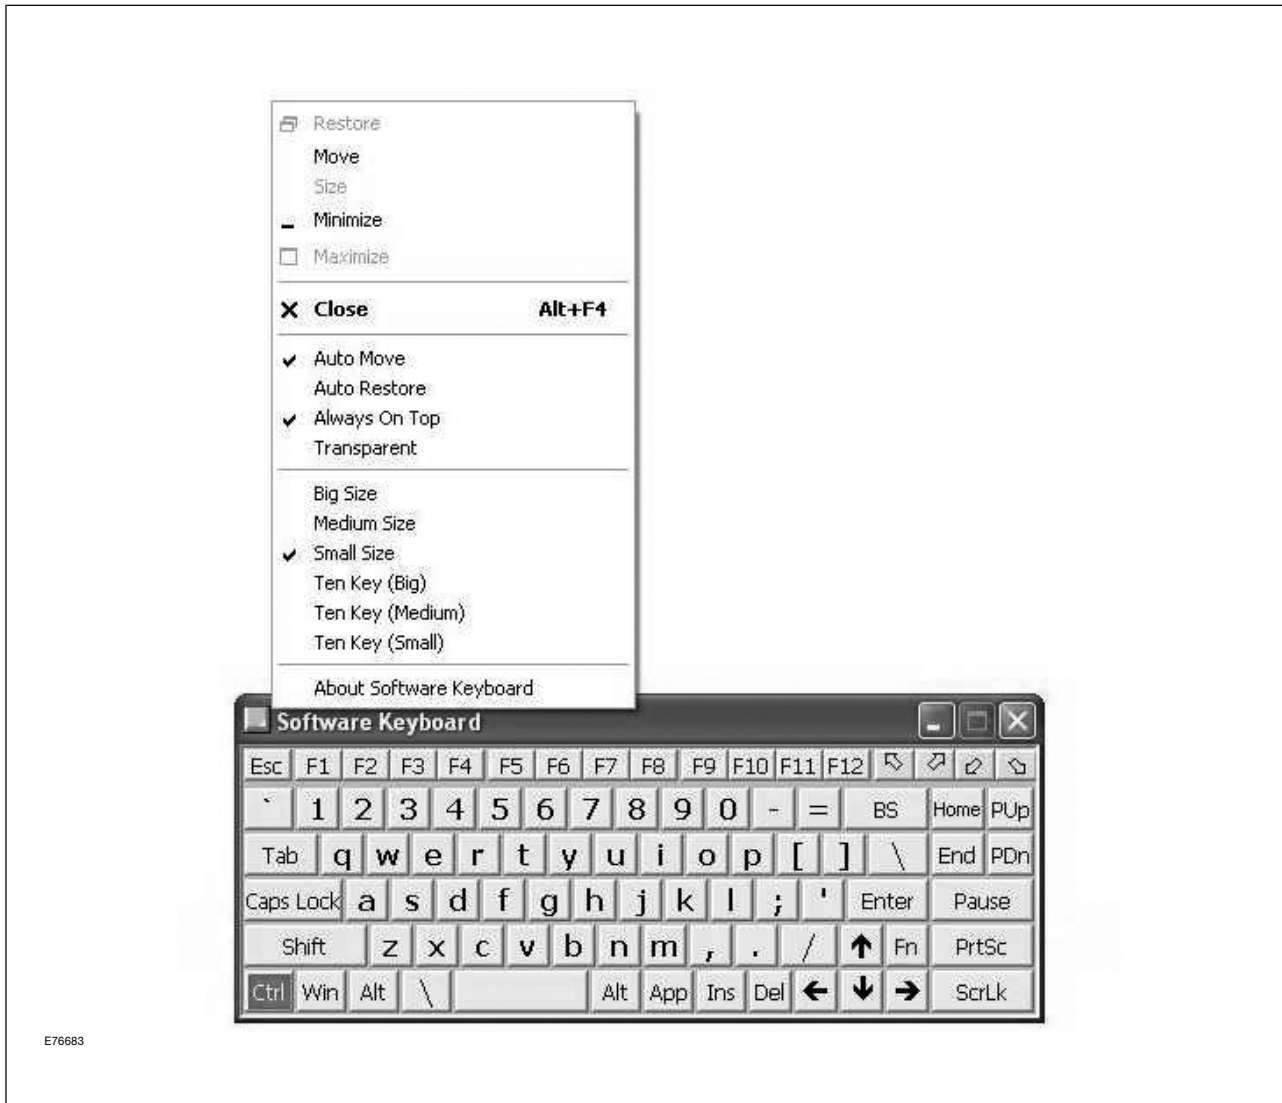 Restore
Move
Size
Minimize
Maximize
Close Alt+F4
Auto Move
Auto Restore
Always On Top
Transparent
Big Size
Medium Size
Small Size
Ten Key (Big)
Ten Key (Medium)
Ten Key (Small)
About Software Keyboard
Software Keyboard
Esc F1 F2 F3 F4 F5 F6 F7 F8 F9 F10 F11 F12
` 1 2 3 4 5 6 7 8 9 0 - = BS Home PUp
Tab q w e r t y u i o p [ ] \ End PDn
Caps Lock a s d f g h j k l ; ' Enter Pause
Shift z x c v b n m , . / ↑ Fn PrtSc
Ctrl Win Alt \ Alt App Ins Del ← ↓ → ScrLk
E76683